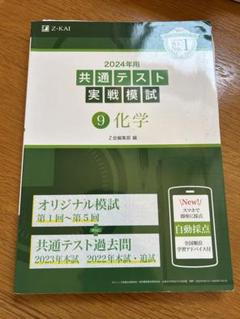 Z-KAI
2024年用
共通テスト
実戦模試
⑨化学
Z会編集部 編
オリジナル模試
第1回〜第5回
共通テスト過去問
2023年本試 2022年本試・追試
New!
スマホで
即座に採点
自動採点
全国順位
学習アドバイス付